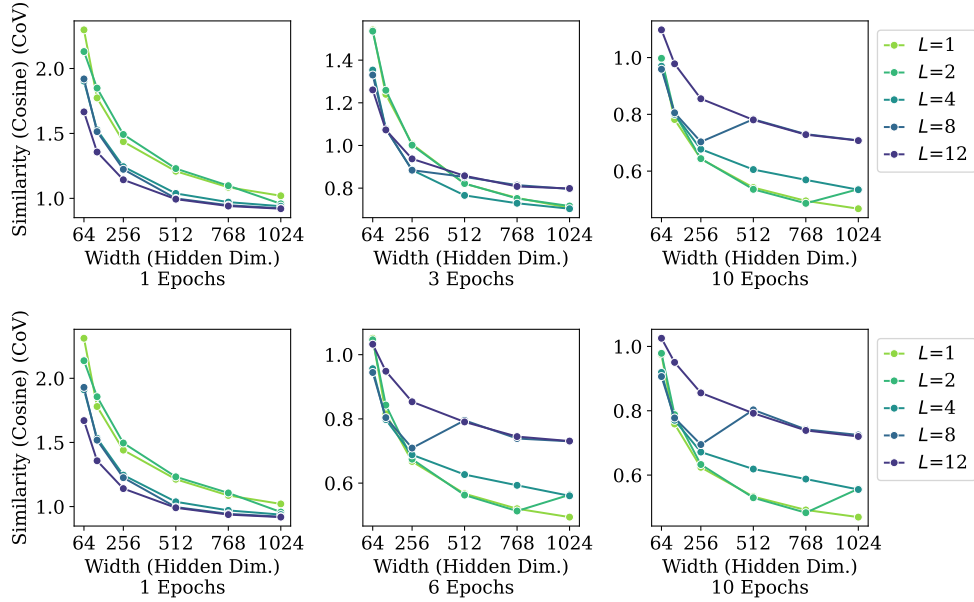 Similarity (Cosine) (CoV)
2.0
1.5
1.0
64 256 512 768 1024
Width (Hidden Dim.)
1 Epochs
1.4
1.2
1.0
0.8
64 256 512 768 1024
Width (Hidden Dim.)
3 Epochs
1.0
0.8
0.6
64 256 512 768 1024
Width (Hidden Dim.)
10 Epochs
L=1
L=2
L=4
L=8
L=12
Similarity (Cosine) (CoV)
2.0
1.5
1.0
64 256 512 768 1024
Width (Hidden Dim.)
1 Epochs
1.0
0.8
0.6
64 256 512 768 1024
Width (Hidden Dim.)
6 Epochs
1.0
0.8
0.6
64 256 512 768 1024
Width (Hidden Dim.)
10 Epochs
L=1
L=2
L=4
L=8
L=12